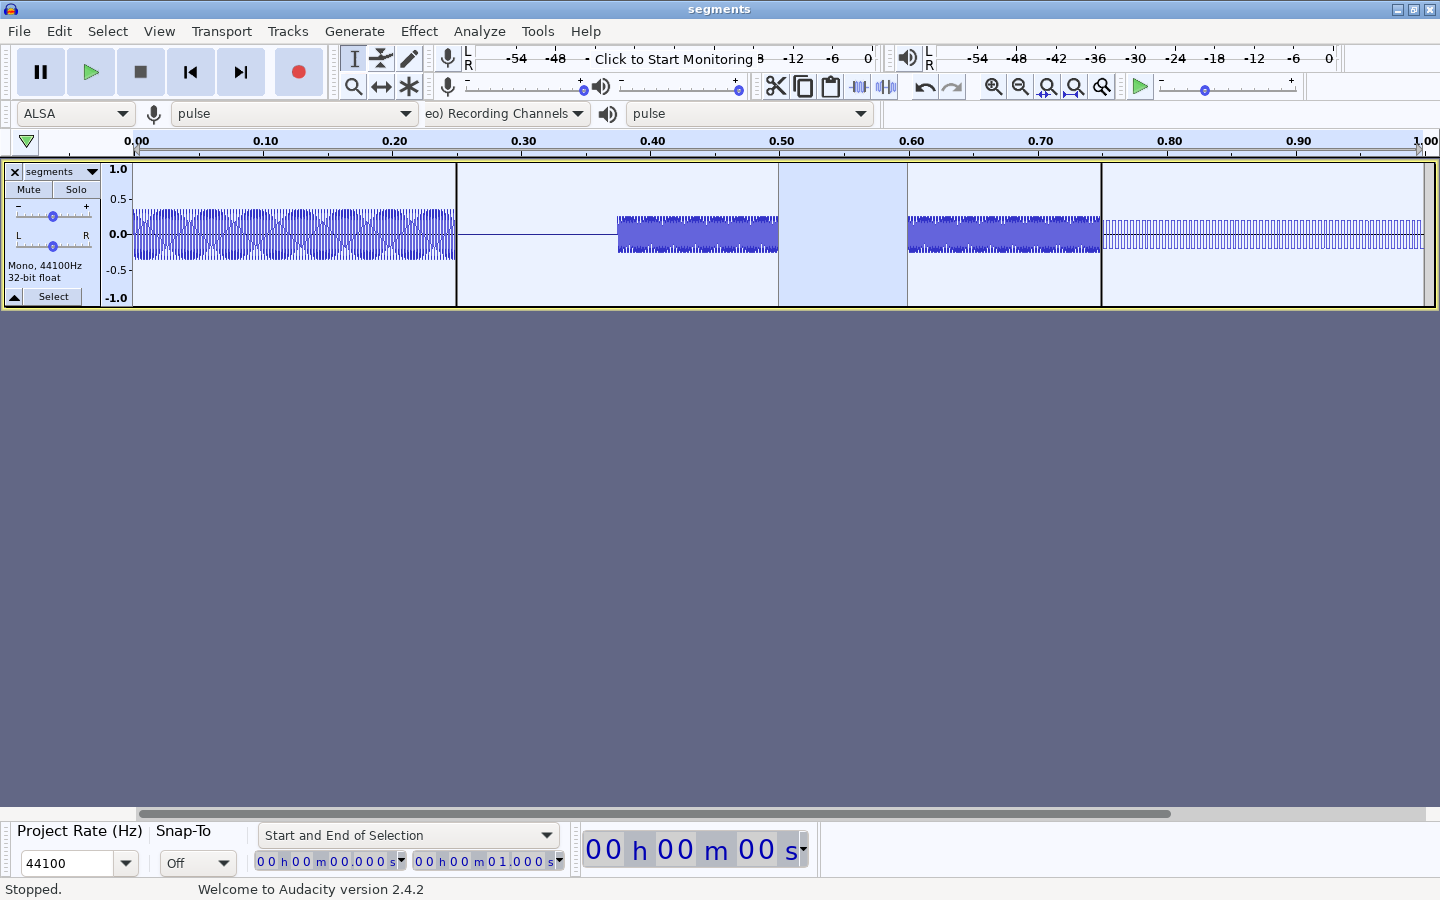 segments
File Edit Select View Transport Tracks Generate Effect Analyze Tools Help
L R -54 -48 - Click to Start Monitoring -12 -6 0
L R -54 -48 -42 -36 -30 -24 -18 -12 -6 0
- + - + - +
ALSA pulse eo) Recording Channels pulse
0.00 0.10 0.20 0.30 0.40 0.50 0.60 0.70 0.80 0.90 1.00
segments
Mute Solo
- +
L R
Mono, 44100Hz
32-bit float
Select
1.0
0.5
0.0
-0.5
-1.0
Project Rate (Hz) Snap-To Start and End of Selection
44100 Off 00 h 00 m 00.000 s 00 h 00 m 01.000 s
00 h 00 m 00 s
Stopped. Welcome to Audacity version 2.4.2